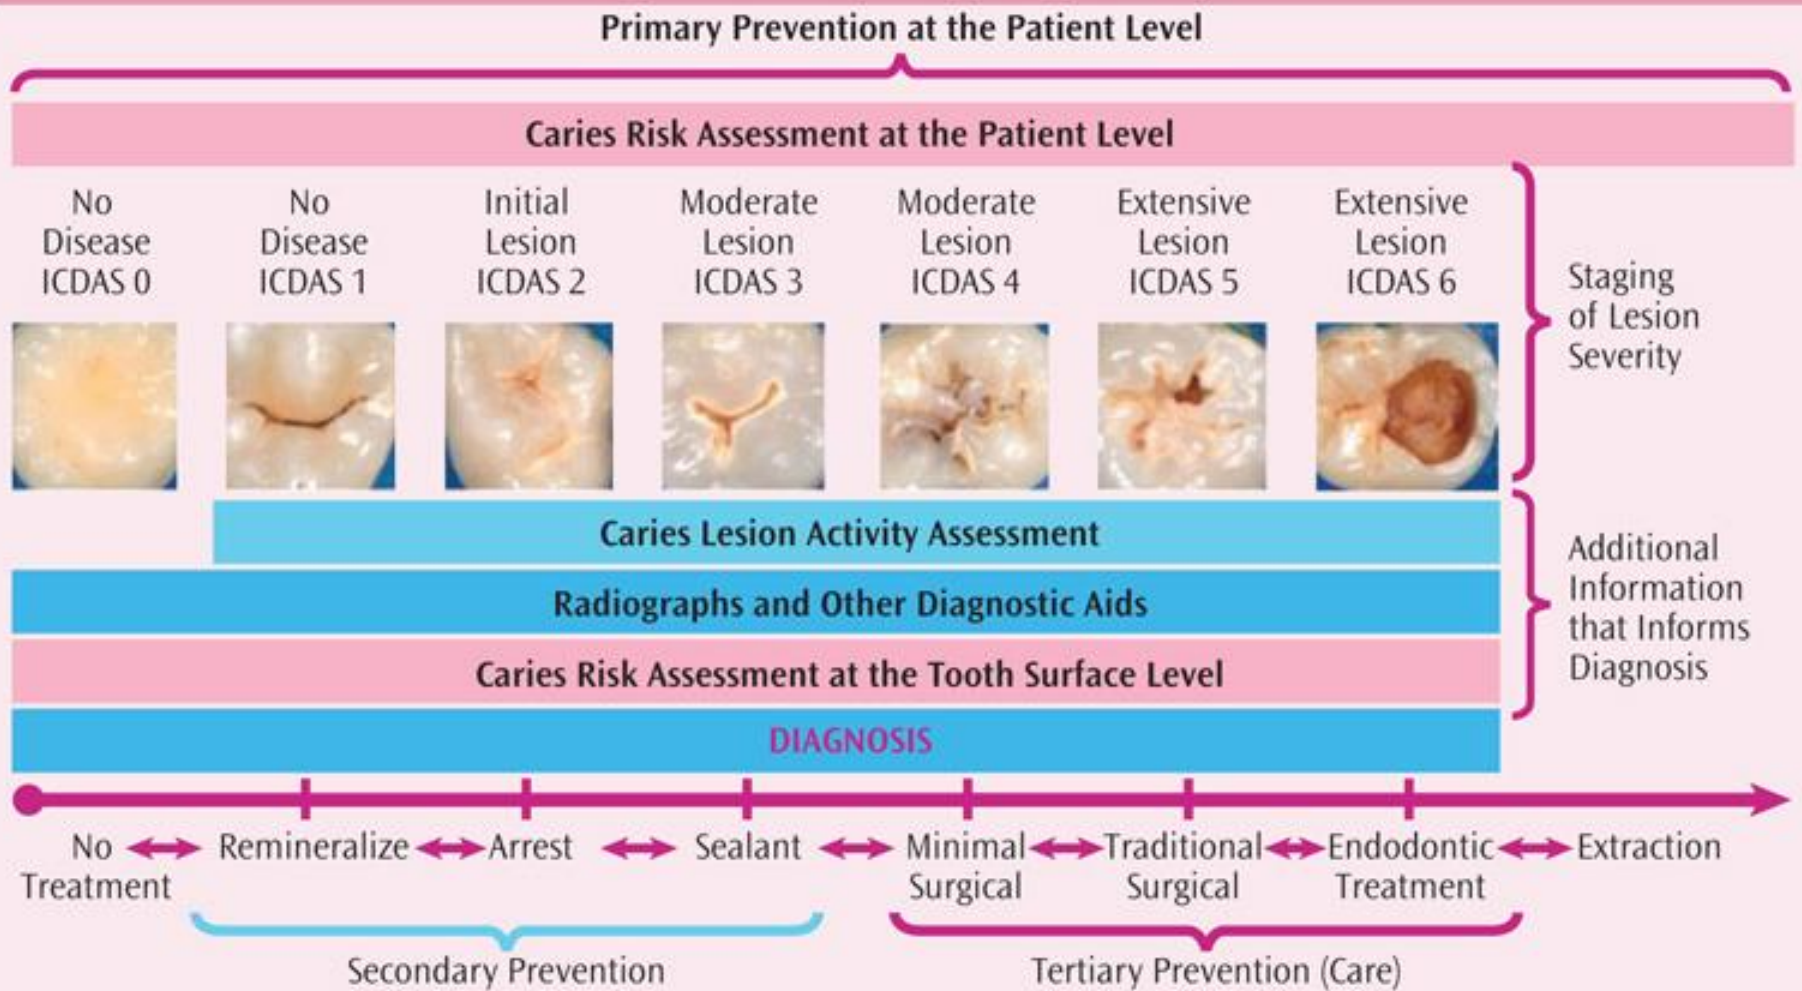 Primary Prevention at the Patient Level
Caries Risk Assessment at the Patient Level
No
Disease
ICDAS 0
No
Disease
ICDAS 1
Initial
Lesion
ICDAS 2
Moderate
Lesion
ICDAS 3
Moderate
Lesion
ICDAS 4
Extensive
Lesion
ICDAS 5
Extensive
Lesion
ICDAS 6
Staging
of Lesion
Severity
Caries Lesion Activity Assessment
Radiographs and Other Diagnostic Aids
Caries Risk Assessment at the Tooth Surface Level
Additional
Information
that Informs
Diagnosis
DIAGNOSIS
No
Treatment
Remineralize
Arrest
Sealant
Minimal
Surgical
Traditional
Surgical
Endodontic
Treatment
Extraction
Secondary Prevention
Tertiary Prevention (Care)